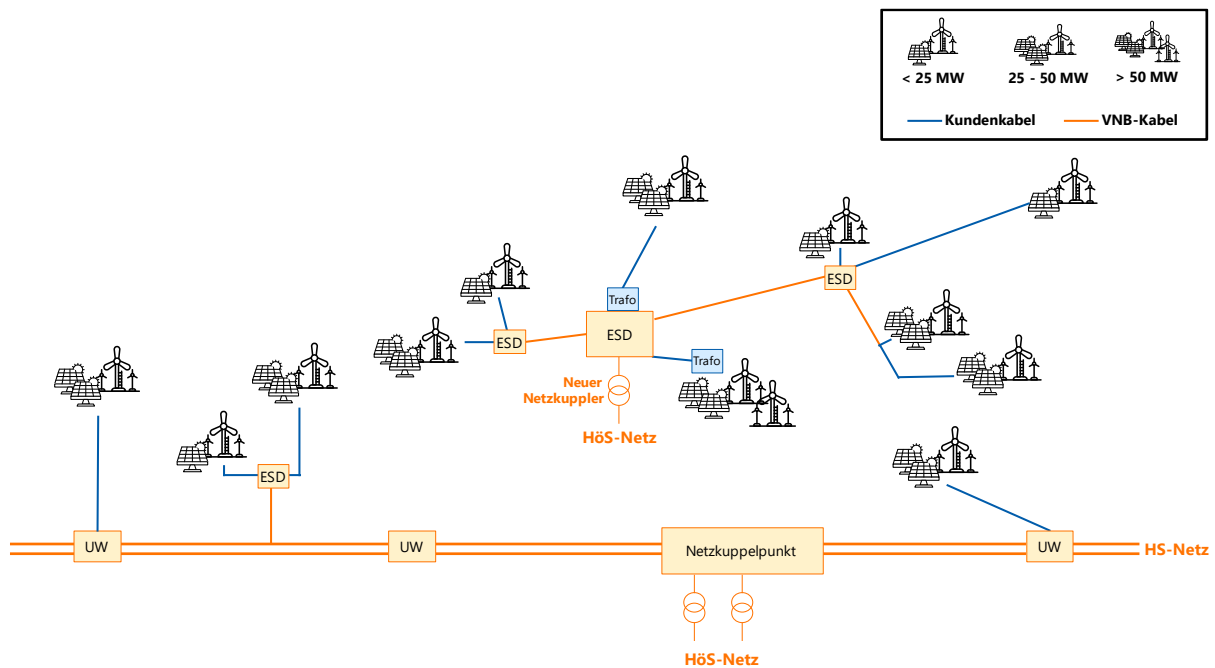 < 25 MW
25 - 50 MW
> 50 MW
Kundenkabel
VNB-Kabel
Trafo
ESD
ESD
ESD
Trafo
Neuer
Netzkuppler
HöS-Netz
ESD
UW
UW
Netzkuppelpunkt
UW
HS-Netz
HöS-Netz